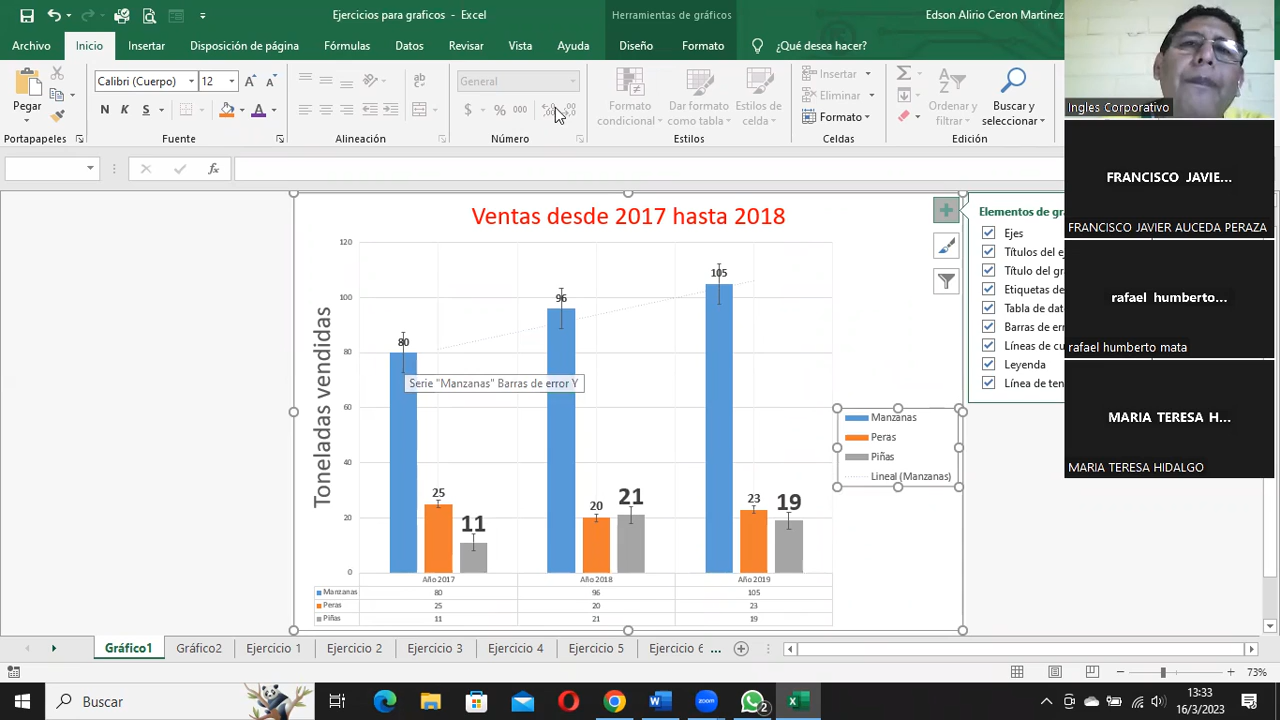 Ejercicios para graficos - Excel
Herramientas de gráficos
Edson Alirio Ceron Martinez
Archivo Inicio Insertar Disposición de página Fórmulas Datos Revisar Vista Ayuda Diseño Formato ¿Qué desea hacer?
Pegar
Calibri (Cuerpo) 12
N K S
General
$ % 000
Formato condicional
Dar formato como tabla
Estilos de celda
Insertar
Eliminar
Formato
Ordenar y filtrar
Buscar y seleccionar
Portapapeles Fuente Alineación Número Estilos Celdas Edición
fx
Ingles Corporativo
FRANCISCO JAVIE...
FRANCISCO JAVIER AUCEDA PERAZA
rafael humberto...
rafael humberto mata
MARIA TERESA H...
MARIA TERESA HIDALGO
Ventas desde 2017 hasta 2018
Elementos de gr
Ejes
Títulos del ej
Título del gr
Etiquetas de
Tabla de dat
Barras de err
Líneas de cu
Leyenda
Línea de ten
Toneladas vendidas
120
100
80
60
40
20
0
80
25
11
96
20
21
105
23
19
Serie "Manzanas" Barras de error Y
Manzanas
Peras
Piñas
Lineal (Manzanas)
Año 2017 Año 2018 Año 2019
Manzanas 80 96 105
Peras 25 20 23
Piñas 11 21 19
Gráfico1 Gráfico2 Ejercicio 1 Ejercicio 2 Ejercicio 3 Ejercicio 4 Ejercicio 5 Ejercicio 6 ...
73%
Buscar
2
13:33
16/3/2023